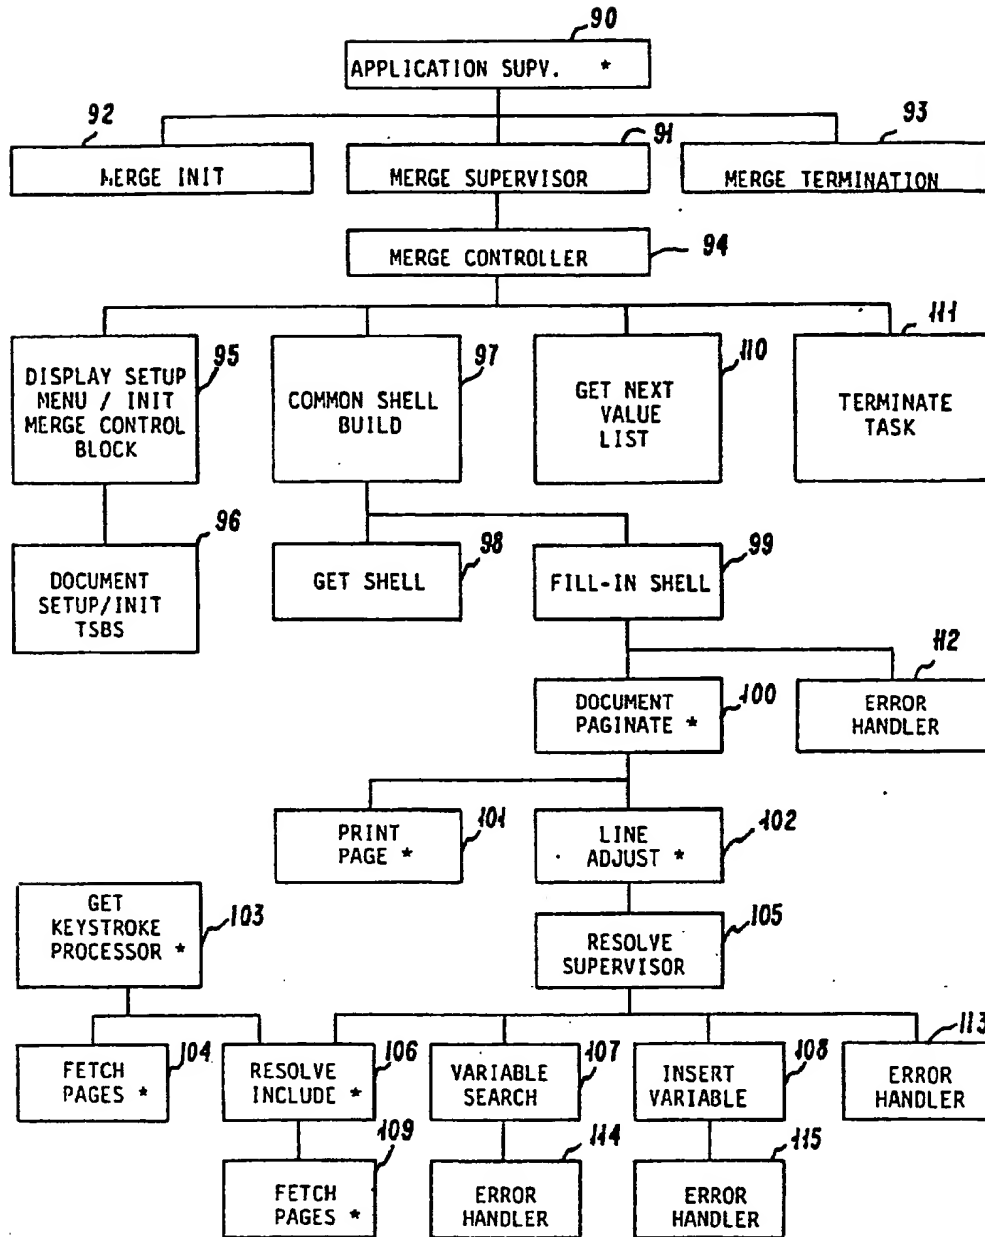 90
APPLICATION SUPV. *
92
91
93
MERGE INIT
MERGE SUPERVISOR
MERGE TERMINATION
MERGE CONTROLLER
94
95
97
110
111
DISPLAY SETUP
MENU / INIT
MERGE CONTROL
BLOCK
COMMON SHELL
BUILD
GET NEXT
VALUE
LIST
TERMINATE
TASK
96
98
99
DOCUMENT
SETUP/INIT
TSBS
GET SHELL
FILL-IN SHELL
100
112
DOCUMENT
PAGINATE *
ERROR
HANDLER
101
102
PRINT
PAGE *
LINE
ADJUST *
103
105
GET
KEYSTROKE
PROCESSOR *
RESOLVE
SUPERVISOR
104
106
107
108
113
FETCH
PAGES *
RESOLVE
INCLUDE *
VARIABLE
SEARCH
INSERT
VARIABLE
ERROR
HANDLER
109
114
115
FETCH
PAGES *
ERROR
HANDLER
ERROR
HANDLER